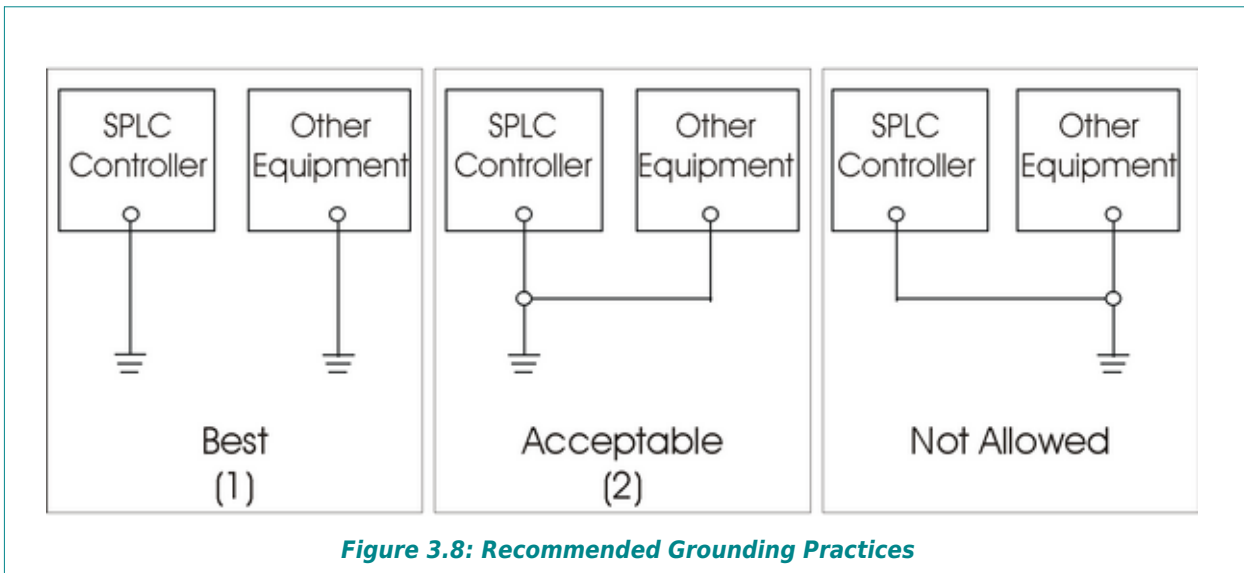 SPLC
Controller
Other
Equipment
Best
(1)
SPLC
Controller
Other
Equipment
Acceptable
(2)
SPLC
Controller
Other
Equipment
Not Allowed
Figure 3.8: Recommended Grounding Practices